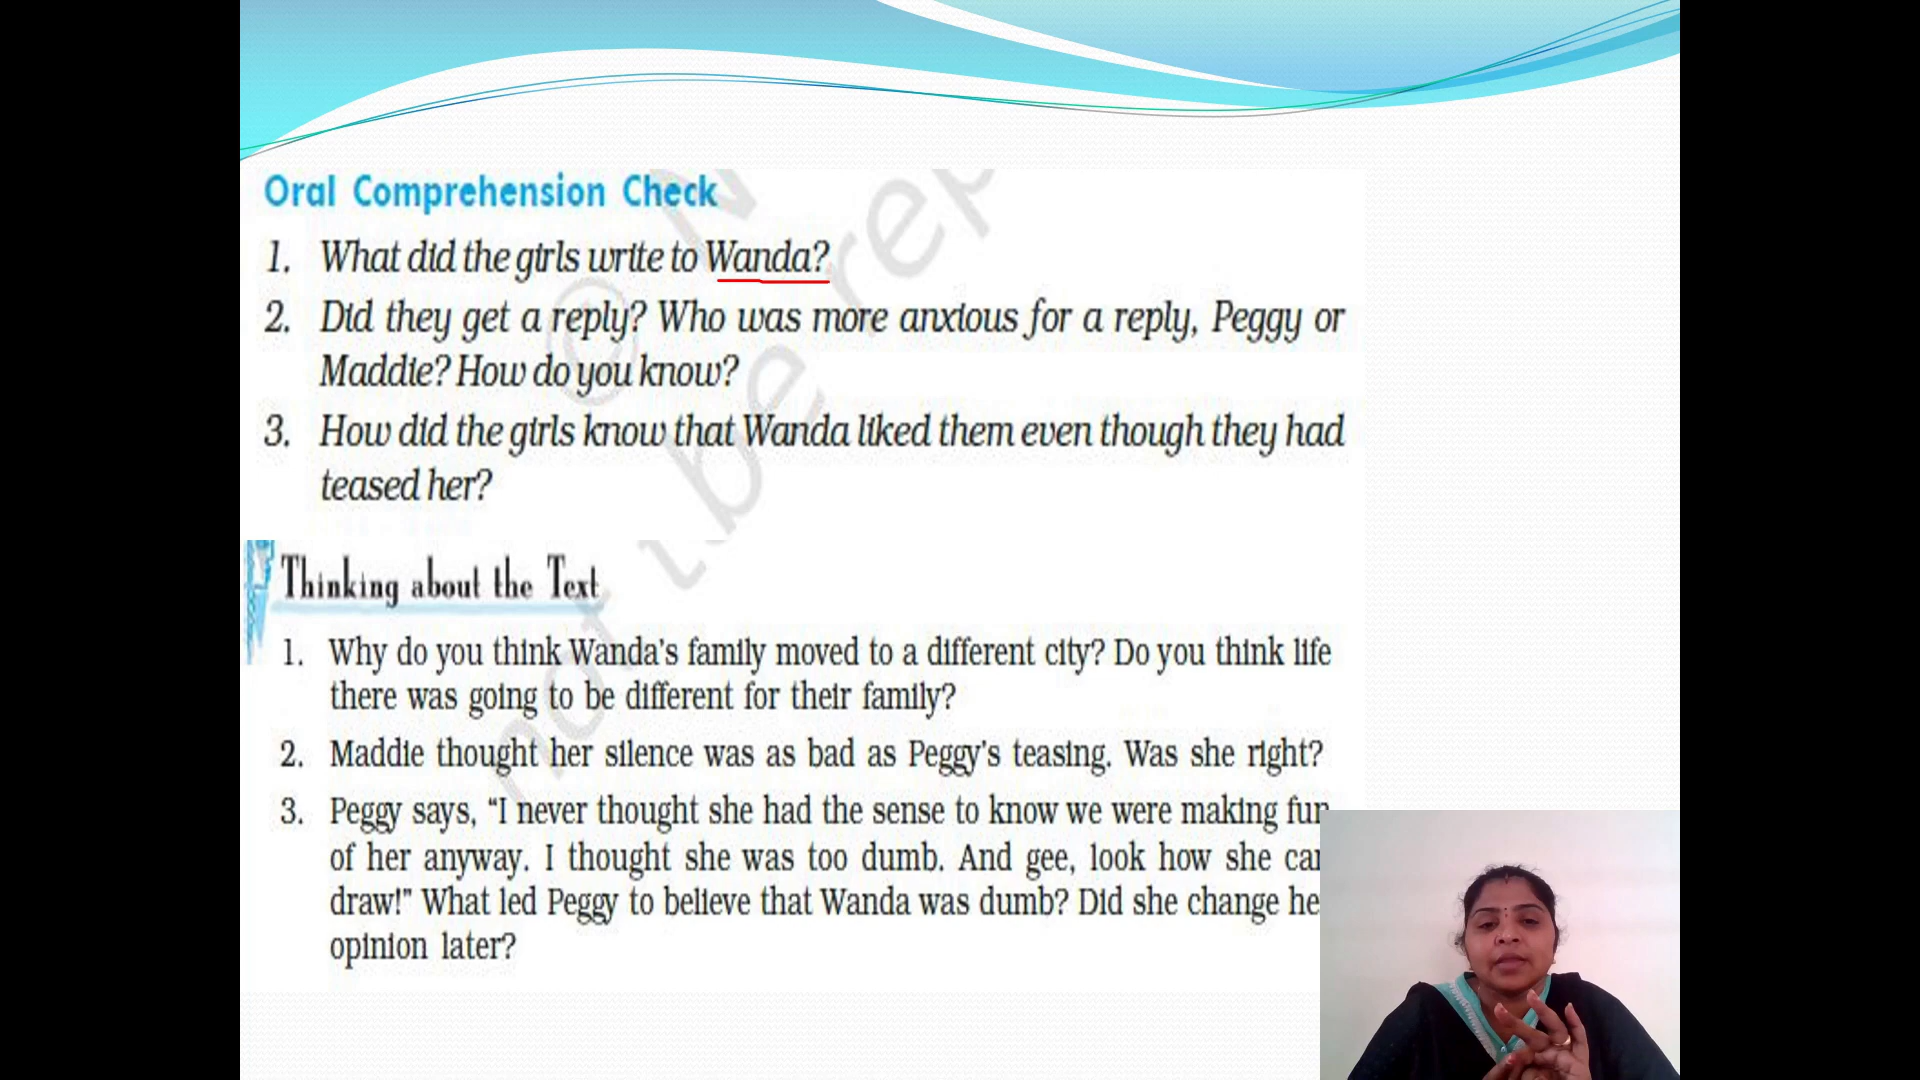 Oral Comprehension Check
1. What did the girls write to Wanda?
2. Did they get a reply? Who was more anxious for a reply, Peggy or
Maddie? How do you know?
3. How did the girls know that Wanda liked them even though they had
teased her?
Thinking about the Text
1. Why do you think Wanda's family moved to a different city? Do you think life
there was going to be different for their family?
2. Maddie thought her silence was as bad as Peggy's teasing. Was she right?
3. Peggy says, “I never thought she had the sense to know we were making fun
of her anyway. I thought she was too dumb. And gee, look how she can
draw!” What led Peggy to believe that Wanda was dumb? Did she change he
opinion later?
© N
not be rep